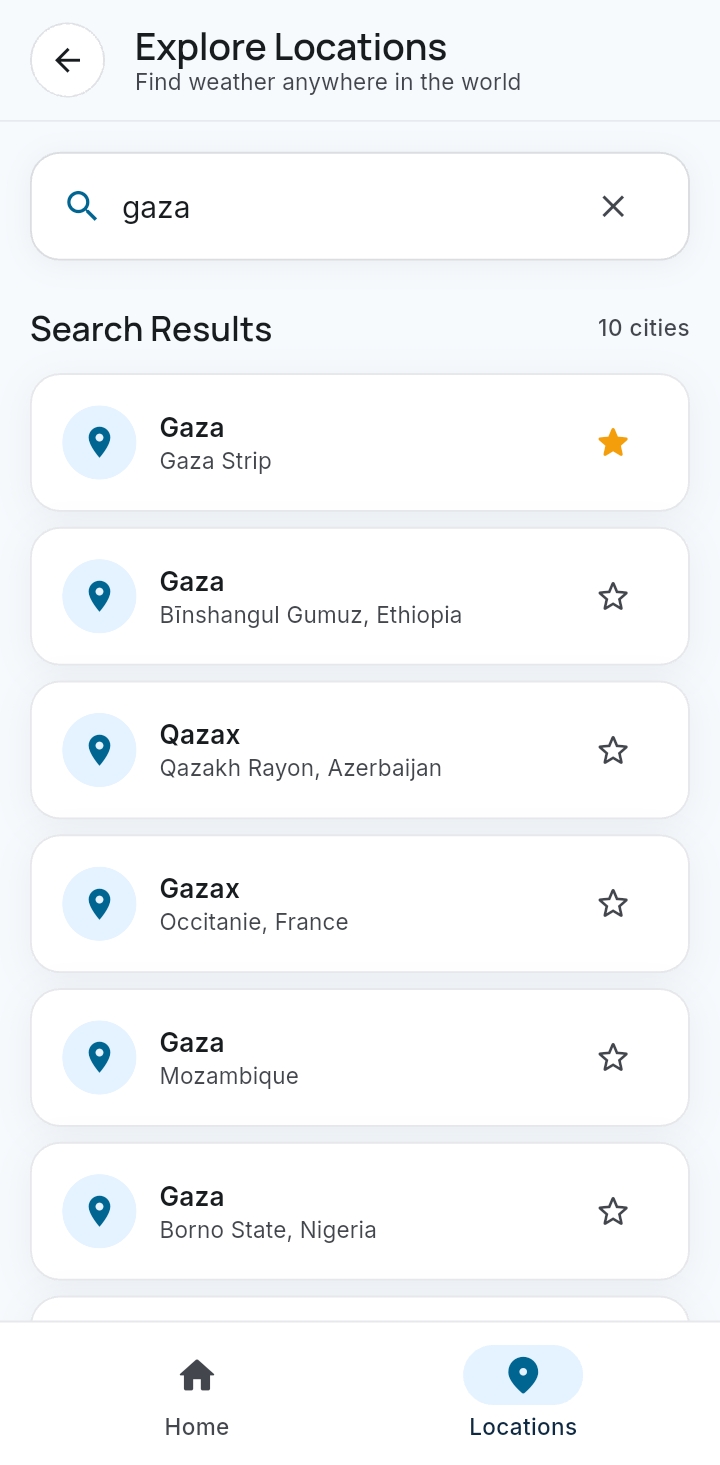 Explore Locations
Find weather anywhere in the world
gaza
Search Results
10 cities
Gaza
Gaza Strip
Gaza
Bīnshangul Gumuz, Ethiopia
Qazax
Qazakh Rayon, Azerbaijan
Gazax
Occitanie, France
Gaza
Mozambique
Gaza
Borno State, Nigeria
Home
Locations